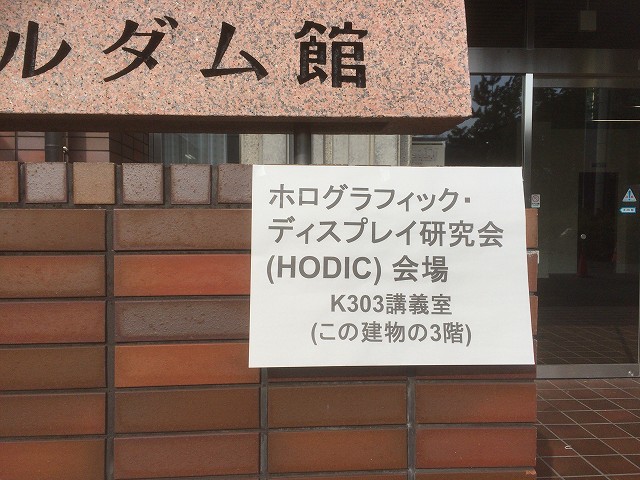 ルダム館
ホログラフィック・
ディスプレイ研究会
(HODIC) 会場
K303講義室
(この建物の3階)